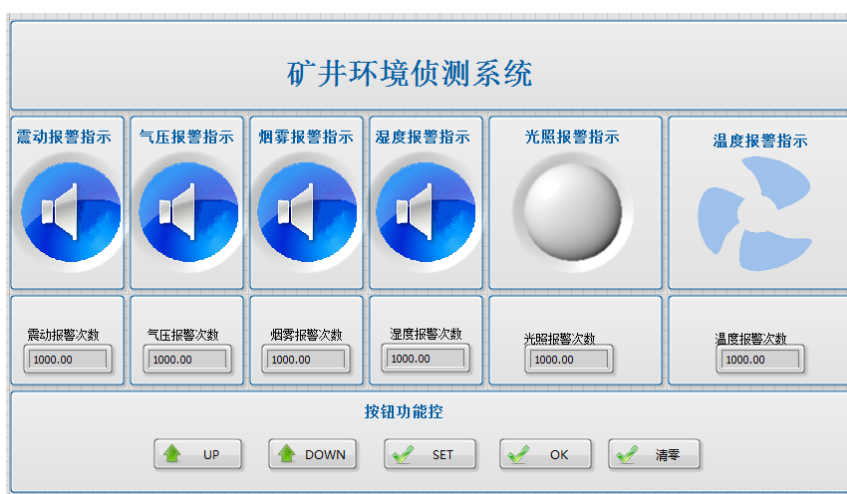 矿井环境侦测系统
震动报警指示 气压报警指示 烟雾报警指示 湿度报警指示 光照报警指示 温度报警指示
震动报警次数 气压报警次数 烟雾报警次数 湿度报警次数 光照报警次数 温度报警次数
1000.00 1000.00 1000.00 1000.00 1000.00 1000.00
按钮功能控
UP DOWN SET OK 清零